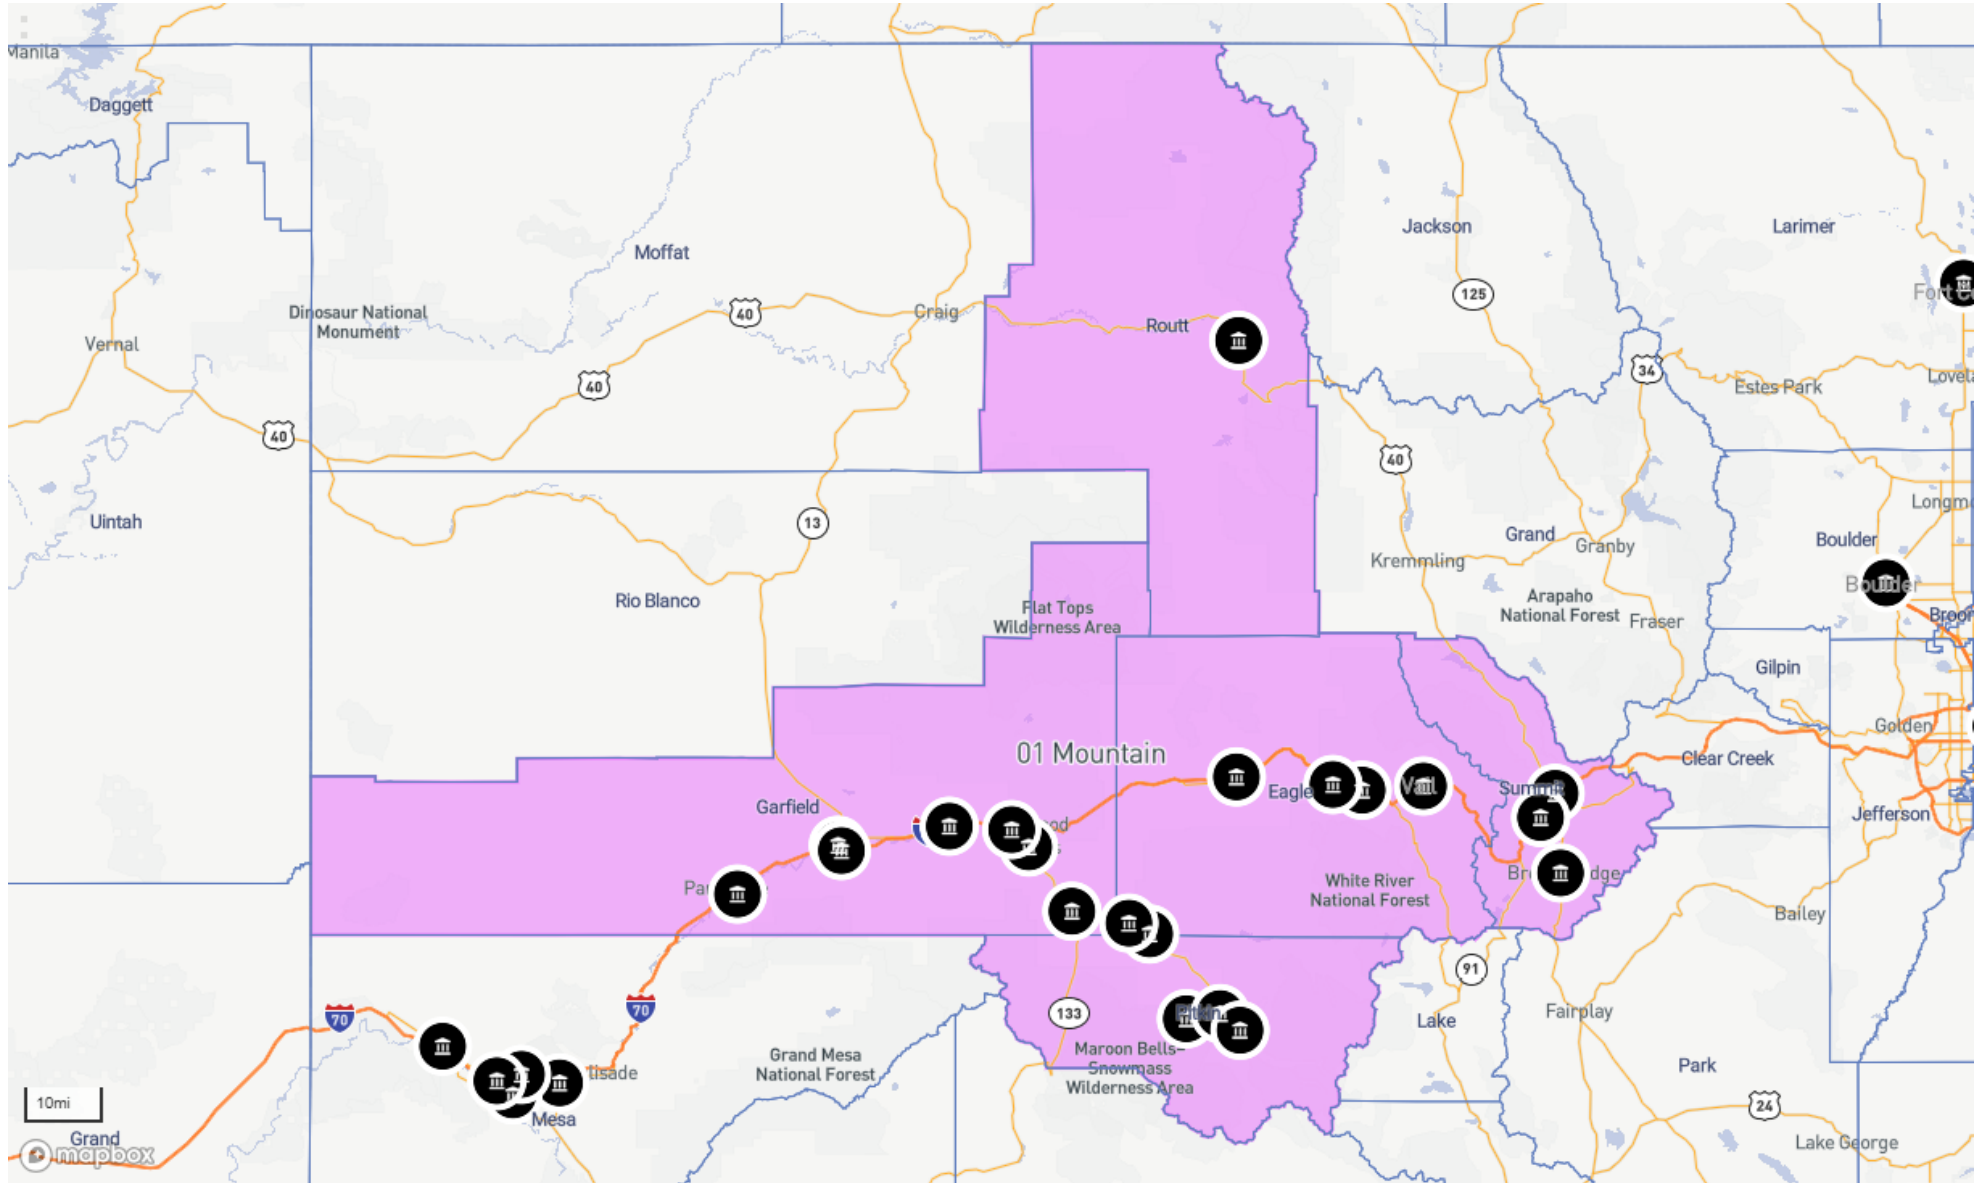 Manila
Daggett
Moffat
Jackson
Larimer
125
Dinosaur National
Monument
40
Craig
Routt
Vernal
40
34
Estes Park
40
40
Uintah
13
Grand
Granby
Boulder
Kremmling
Boulder
Rio Blanco
Flat Tops
Wilderness Area
Arapaho
National Forest
Fraser
Gilpin
Golden
01 Mountain
Clear Creek
Garfield
Eagle
Vail
Summit
Jefferson
White River
National Forest
Bailey
91
70
70
133
Lake
Fairplay
Grand Mesa
National Forest
Maroon Bells–
Snowmass
Wilderness Area
Park
10mi
Mesa
24
Grand
Lake George
mapbox